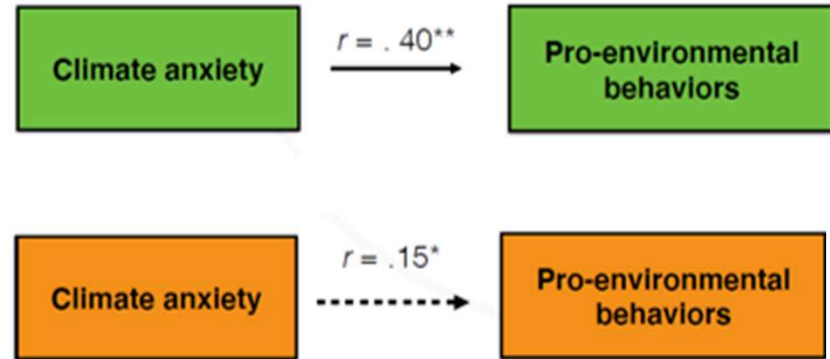 r = . 40**
Climate anxiety
Pro-environmental
behaviors
r = .15*
Climate anxiety
Pro-environmental
behaviors